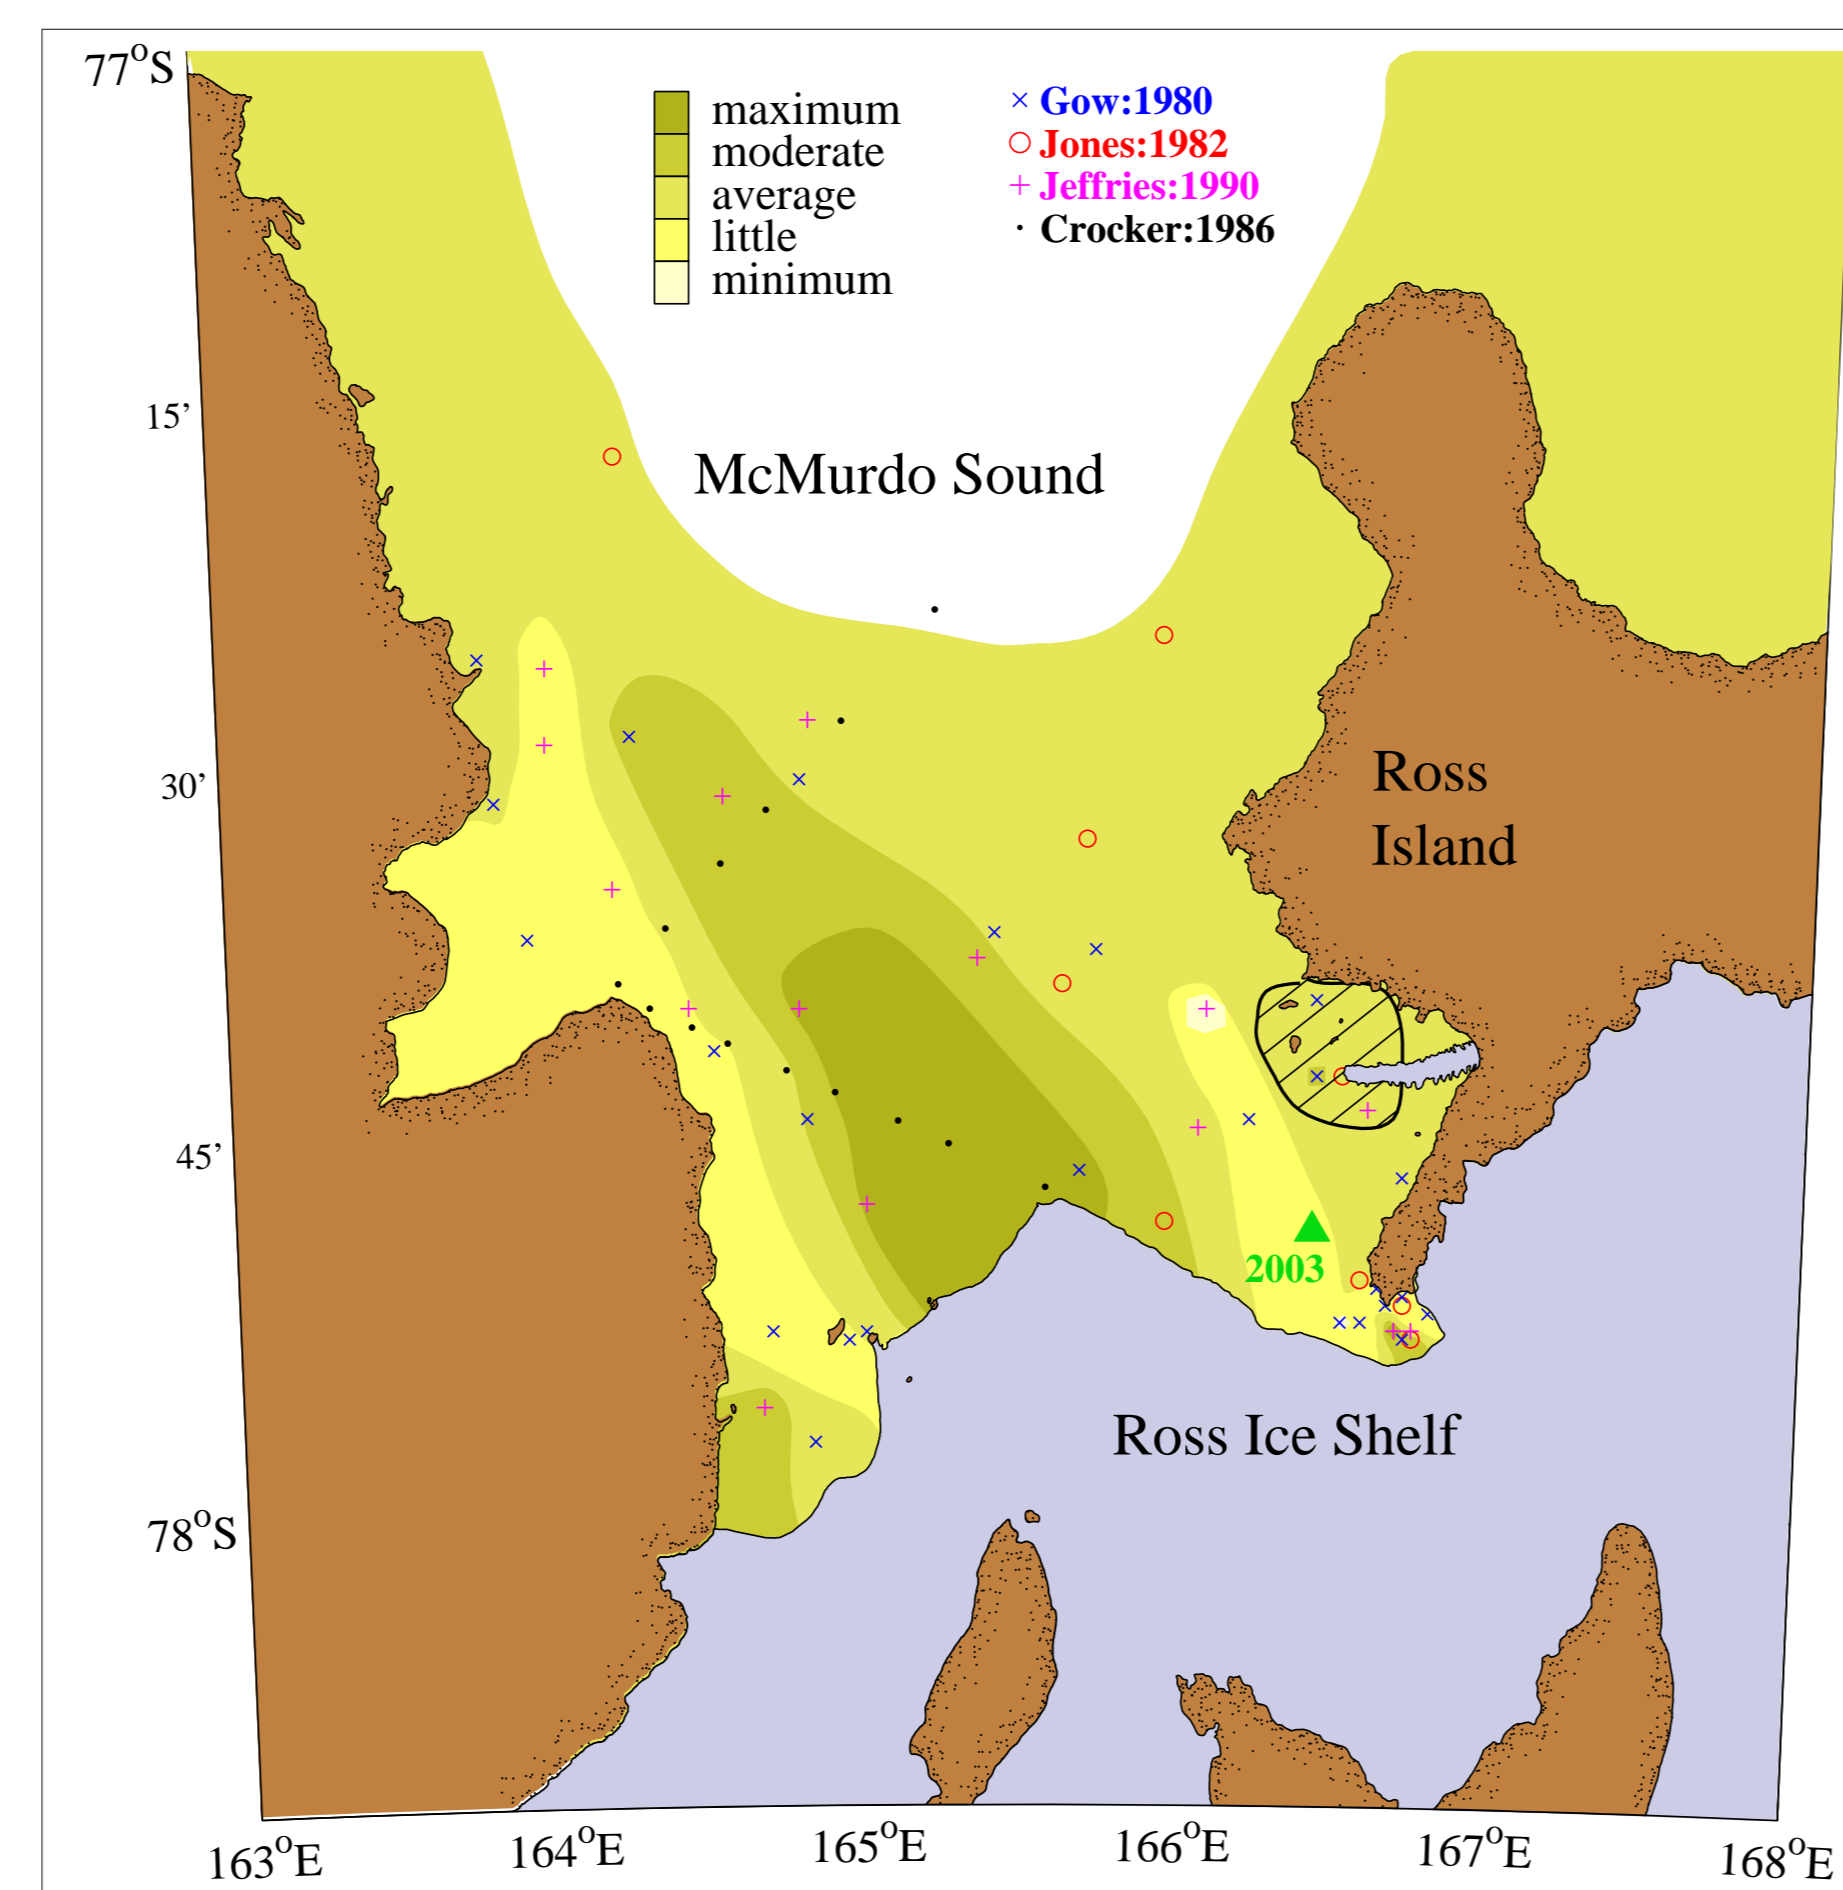 77°S
maximum
moderate
average
little
minimum
× Gow:1980
○ Jones:1982
+ Jeffries:1990
· Crocker:1986
15’
McMurdo Sound
30’
Ross
Island
45’
2003
Ross Ice Shelf
78°S
163°E 164°E 165°E 166°E 167°E 168°E